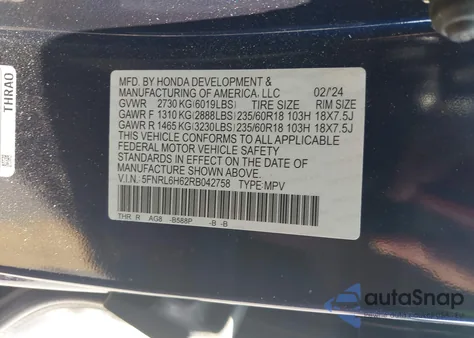 THRA0
MFD. BY HONDA DEVELOPMENT &
MANUFACTURING OF AMERICA, LLC 02/'24
GVWR 2730 KG(6019LBS) TIRE SIZE RIM SIZE
GAWR F 1310 KG(2888LBS) 235/60R18 103H 18X7.5J
GAWR R 1465 KG(3230LBS) 235/60R18 103H 18X7.5J
THIS VEHICLE CONFORMS TO ALL APPLICABLE
FEDERAL MOTOR VEHICLE SAFETY
STANDARDS IN EFFECT ON THE DATE OF
MANUFACTURE SHOWN ABOVE.
V.I.N. 5FNRL6H62RB042758 TYPE:MPV
THR R AG8 -B588P -B -B
autoSnap